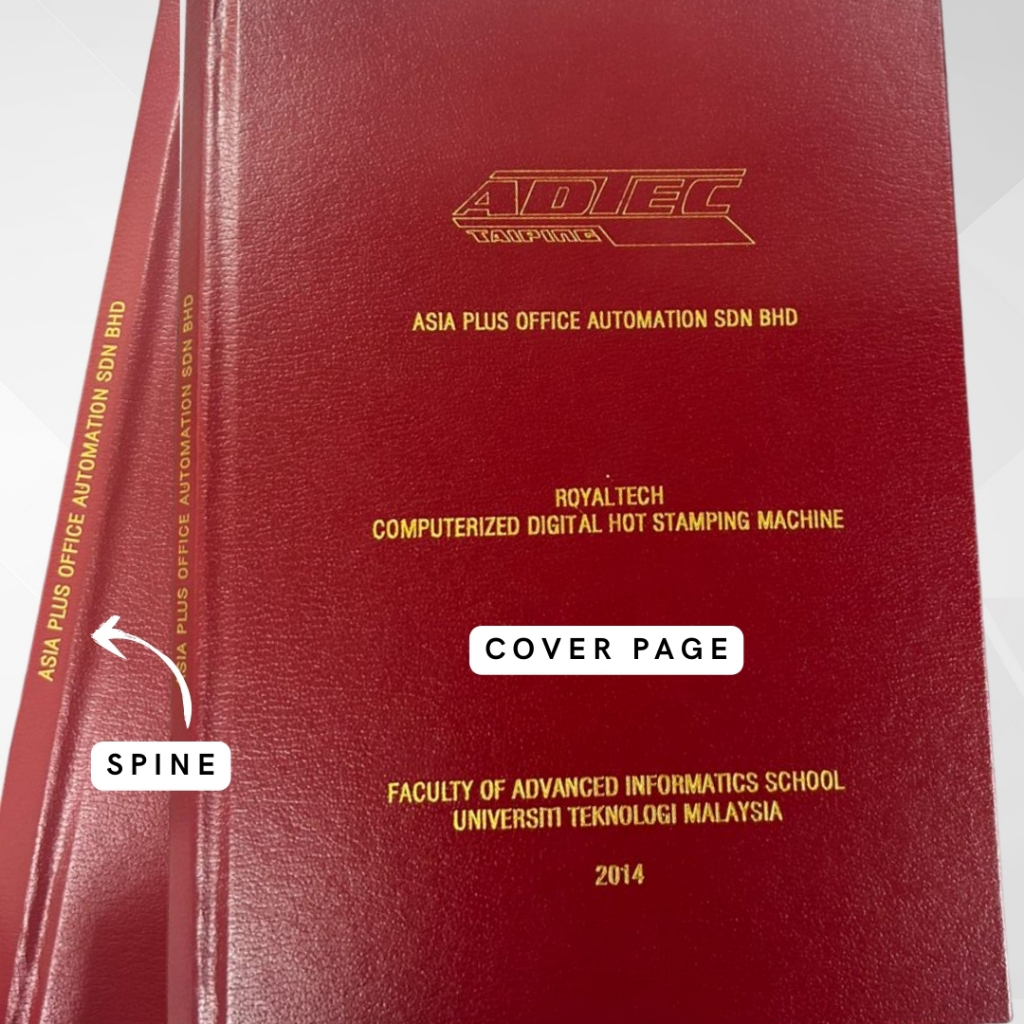 ADTEC
TAIPING
ASIA PLUS OFFICE AUTOMATION SDN BHD
ROYALTECH
COMPUTERIZED DIGITAL HOT STAMPING MACHINE
COVER PAGE
FACULTY OF ADVANCED INFORMATICS SCHOOL
UNIVERSITI TEKNOLOGI MALAYSIA
2014
ASIA PLUS OFFICE AUTOMATION SDN BHD
ASIA PLUS OFFICE AUTOMATION SDN BHD
SPINE